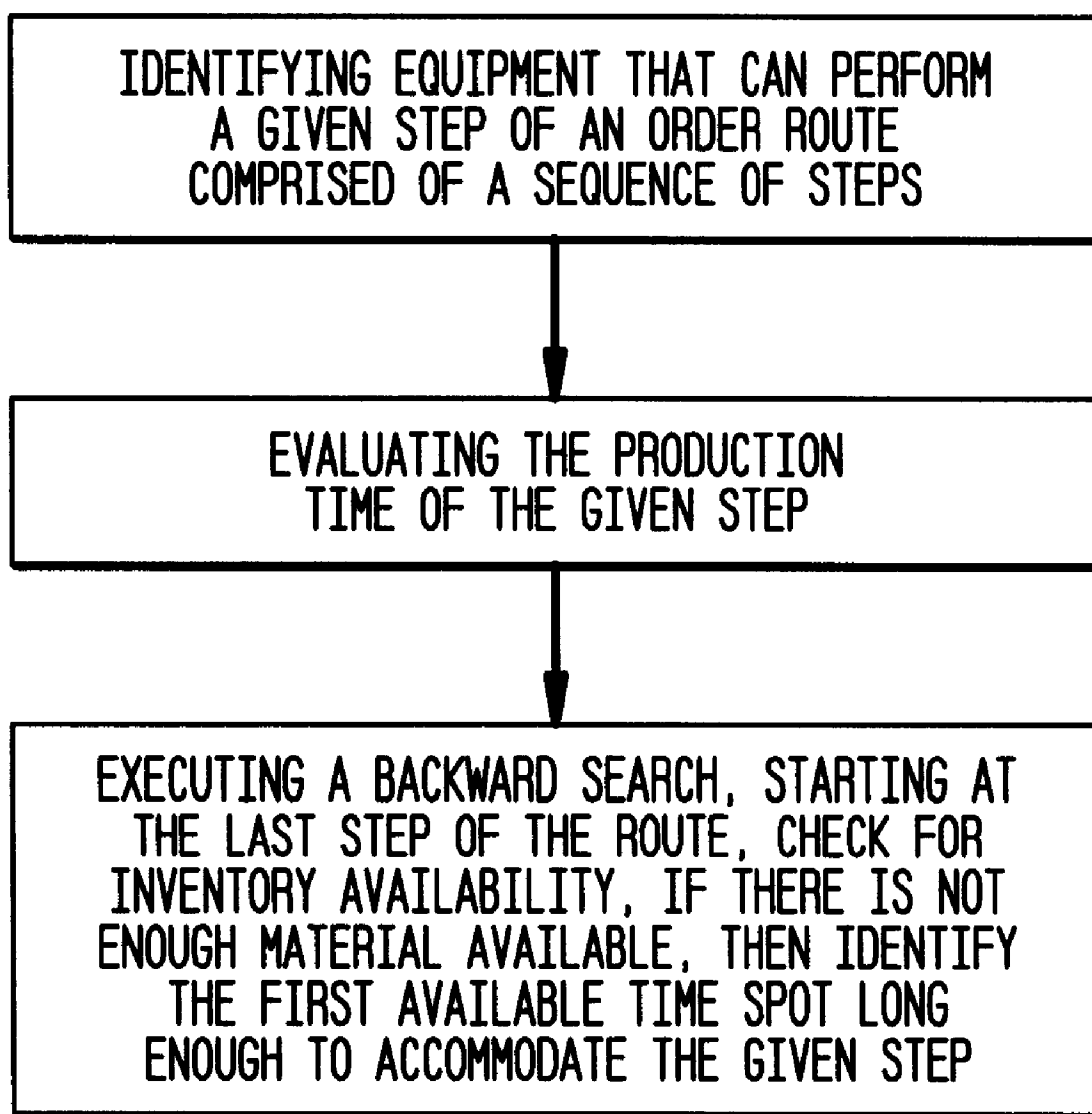 IDENTIFYING EQUIPMENT THAT CAN PERFORM
A GIVEN STEP OF AN ORDER ROUTE
COMPRISED OF A SEQUENCE OF STEPS
EVALUATING THE PRODUCTION
TIME OF THE GIVEN STEP
EXECUTING A BACKWARD SEARCH, STARTING AT
THE LAST STEP OF THE ROUTE, CHECK FOR
INVENTORY AVAILABILITY, IF THERE IS NOT
ENOUGH MATERIAL AVAILABLE, THEN IDENTIFY
THE FIRST AVAILABLE TIME SPOT LONG
ENOUGH TO ACCOMMODATE THE GIVEN STEP